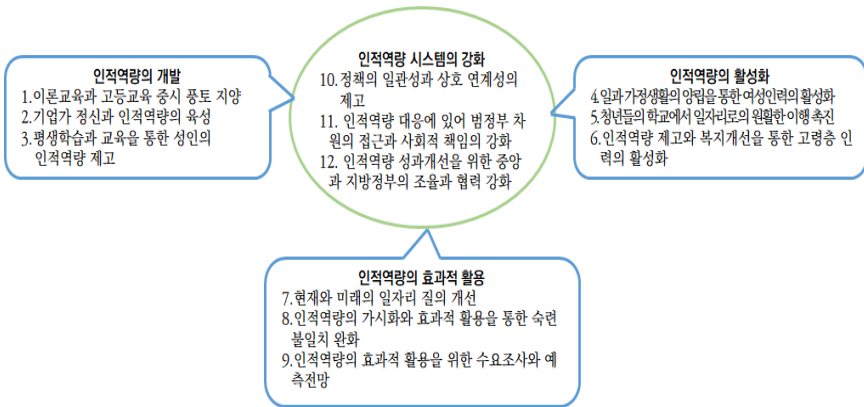 인적역량의 개발
1.이론교육과 고등교육 중시 풍토 지양
2.기업가 정신과 인적역량의 육성
3.평생학습과 교육을 통한 성인의
인적역량 제고
인적역량 시스템의 강화
10.정책의 일관성과 상호 연계성의
제고
11. 인적역량 대응에 있어 범정부 차
원의 접근과 사회적 책임의 강화
12. 인적역량 성과개선을 위한 중앙
과 지방정부의 조율과 협력 강화
인적역량의 활성화
4.일과 가정생활의 양립을 통한 여성인력의 활성화
5.청년들의 학교에서 일자리로의 원활한 이행 촉진
6.인적역량 제고와 복지개선을 통한 고령층 인
력의 활성화
인적역량의 효과적 활용
7.현재와 미래의 일자리 질의 개선
8.인적역량의 가시화와 효과적 활용을 통한 숙련
불일치 완화
9.인적역량의 효과적 활용을 위한 수요조사와 예
측전망